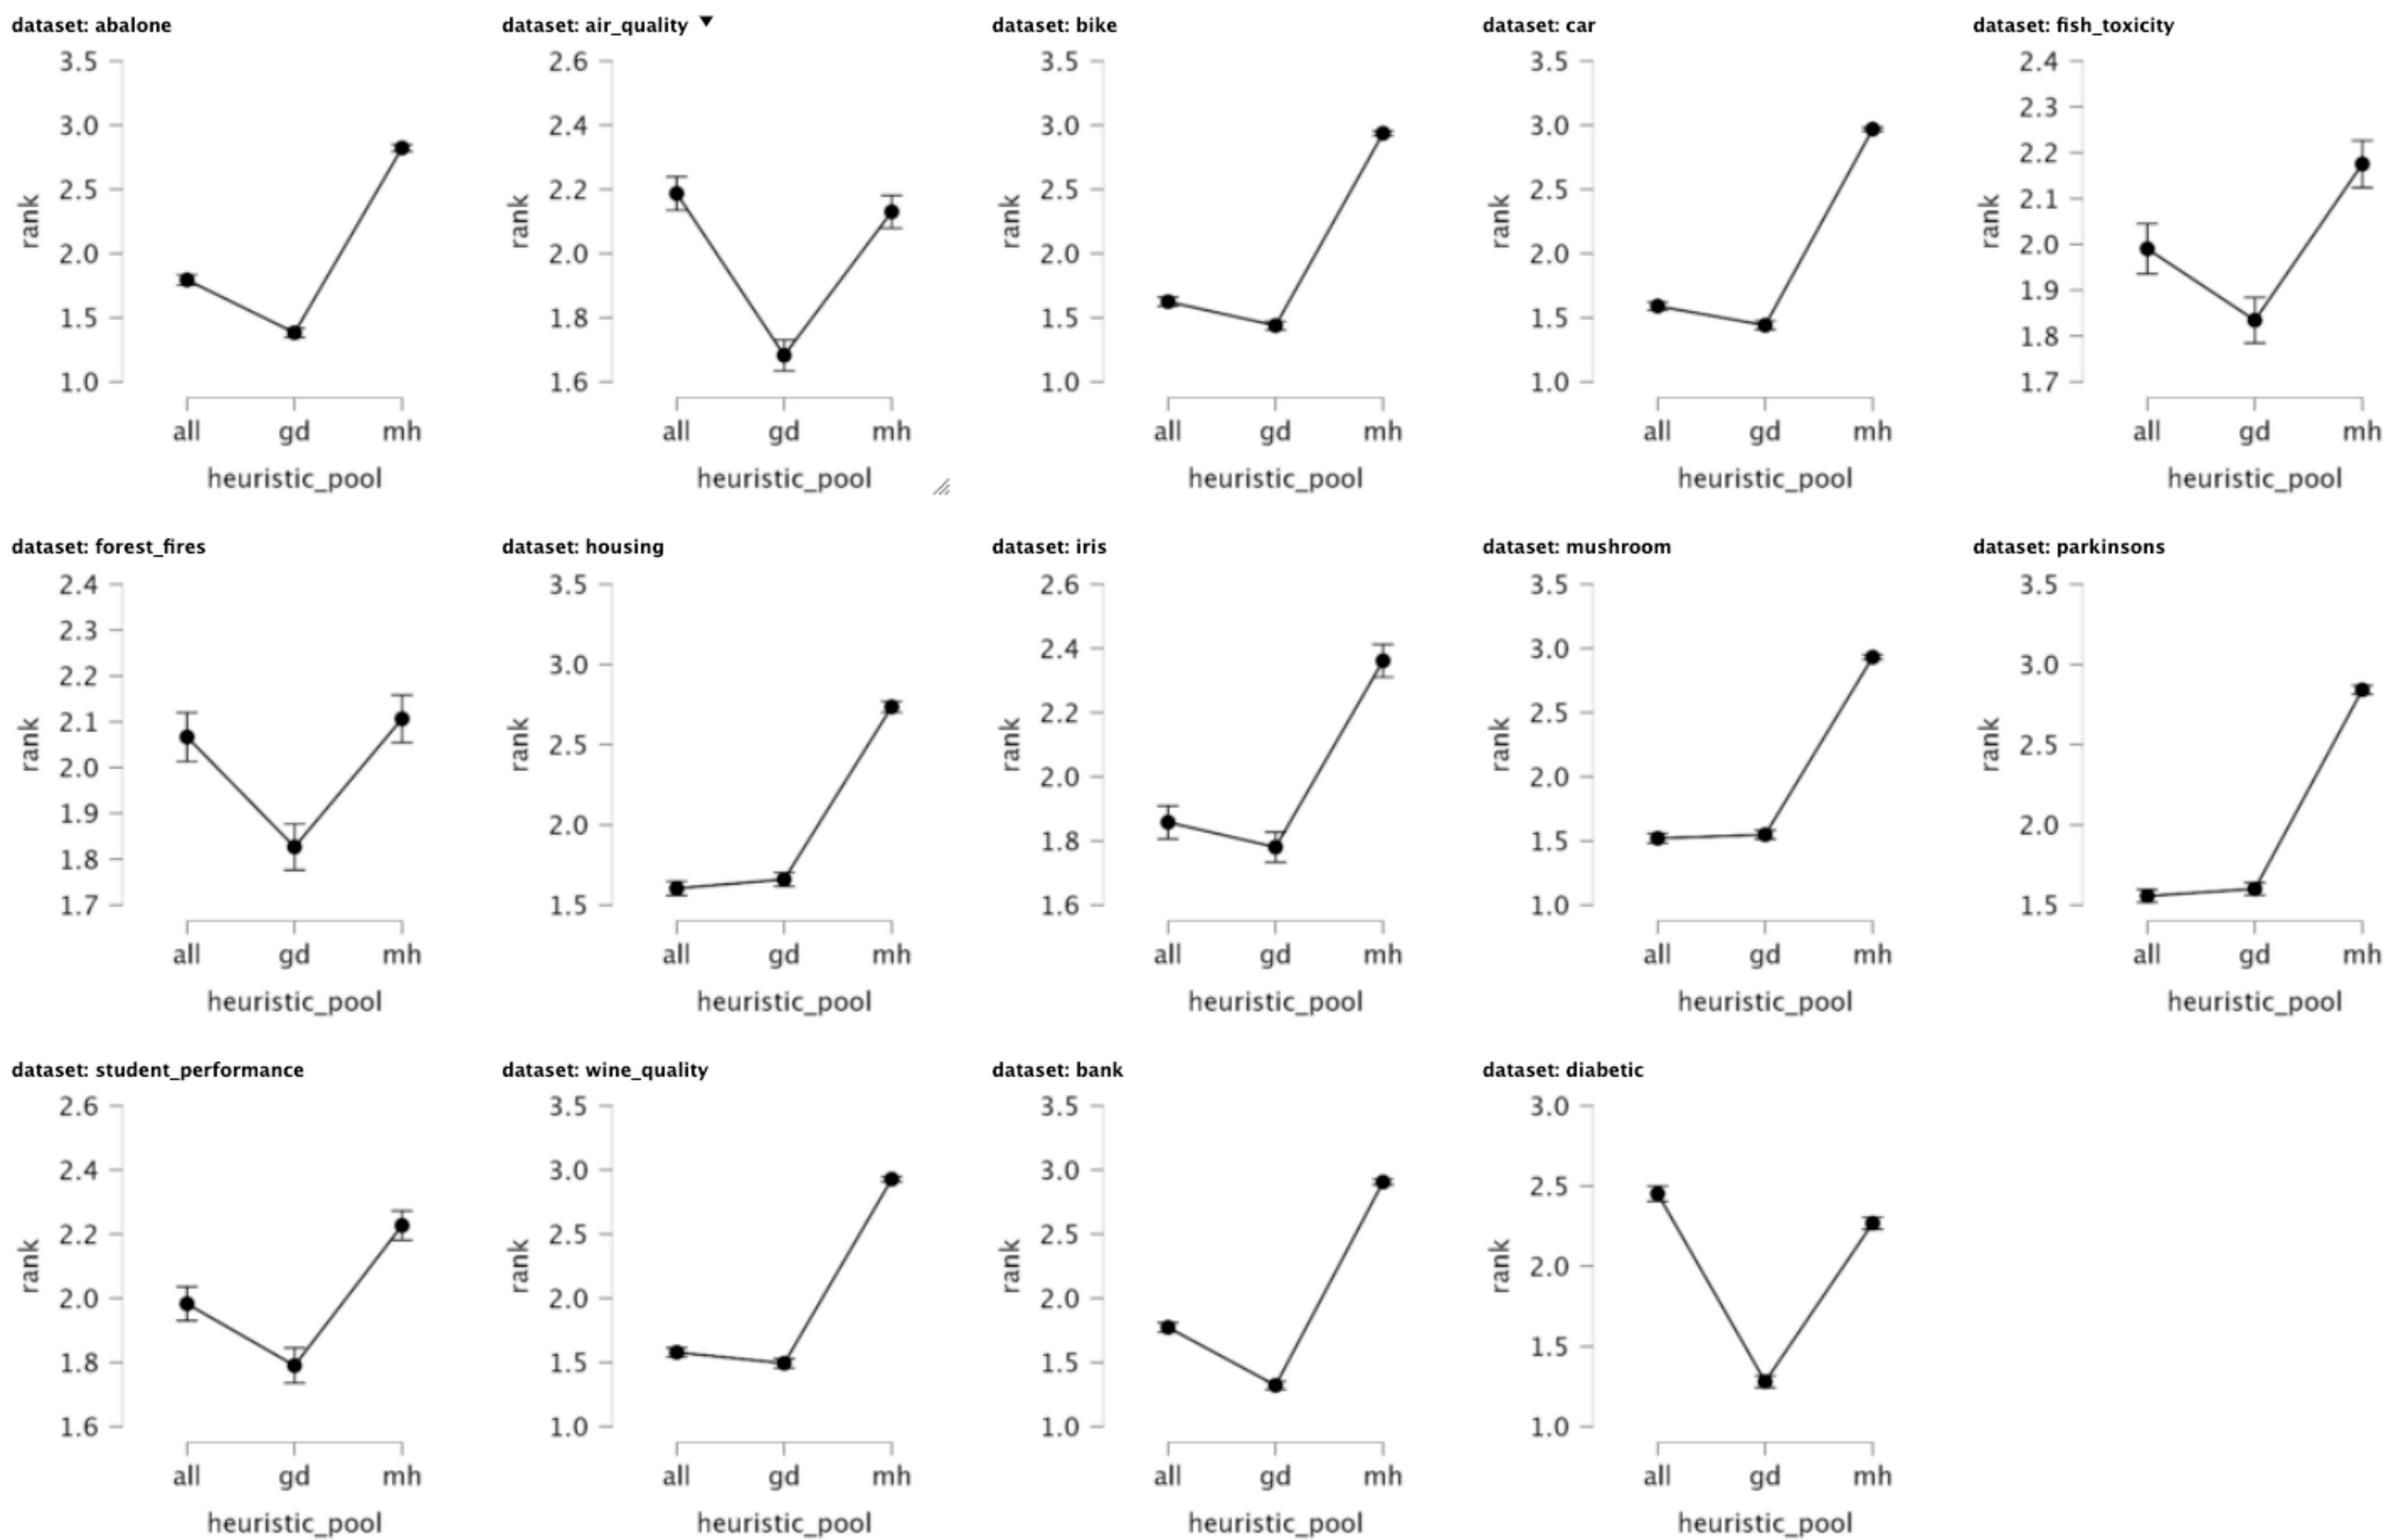 dataset: abalone
3.5
3.0
2.5
2.0
1.5
1.0
rank
all gd mh
heuristic_pool
dataset: air_quality
2.6
2.4
2.2
2.0
1.8
1.6
rank
all gd mh
heuristic_pool
dataset: bike
3.5
3.0
2.5
2.0
1.5
1.0
rank
all gd mh
heuristic_pool
dataset: car
3.5
3.0
2.5
2.0
1.5
1.0
rank
all gd mh
heuristic_pool
dataset: fish_toxicity
2.4
2.3
2.2
2.1
2.0
1.9
1.8
1.7
rank
all gd mh
heuristic_pool
dataset: forest_fires
2.4
2.3
2.2
2.1
2.0
1.9
1.8
1.7
rank
all gd mh
heuristic_pool
dataset: housing
3.5
3.0
2.5
2.0
1.5
rank
all gd mh
heuristic_pool
dataset: iris
2.6
2.4
2.2
2.0
1.8
1.6
rank
all gd mh
heuristic_pool
dataset: mushroom
3.5
3.0
2.5
2.0
1.5
1.0
rank
all gd mh
heuristic_pool
dataset: parkinsons
3.5
3.0
2.5
2.0
1.5
rank
all gd mh
heuristic_pool
dataset: student_performance
2.6
2.4
2.2
2.0
1.8
1.6
rank
all gd mh
heuristic_pool
dataset: wine_quality
3.5
3.0
2.5
2.0
1.5
1.0
rank
all gd mh
heuristic_pool
dataset: bank
3.5
3.0
2.5
2.0
1.5
1.0
rank
all gd mh
heuristic_pool
dataset: diabetic
3.0
2.5
2.0
1.5
1.0
rank
all gd mh
heuristic_pool